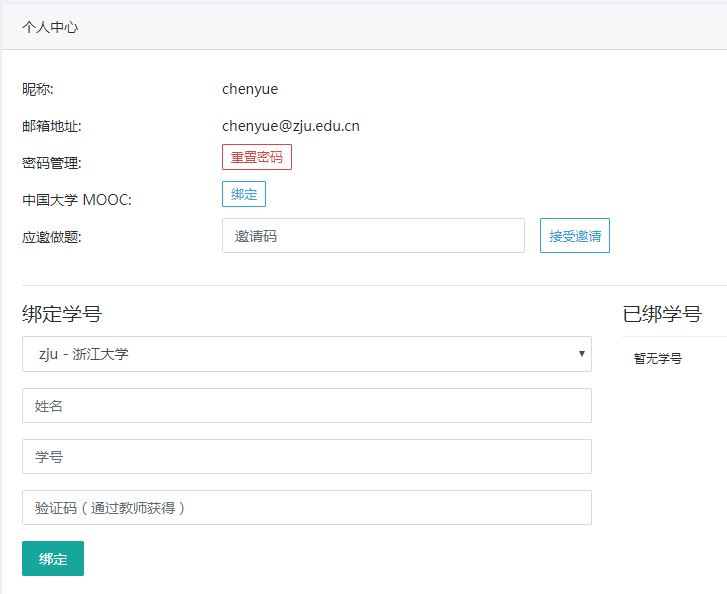 个人中心
昵称: chenyue
邮箱地址: chenyue@zju.edu.cn
密码管理: 重置密码
中国大学 MOOC: 绑定
应邀做题: 邀请码 接受邀请
绑定学号
zju - 浙江大学
姓名
学号
验证码（通过教师获得）
绑定
已绑学号
暂无学号